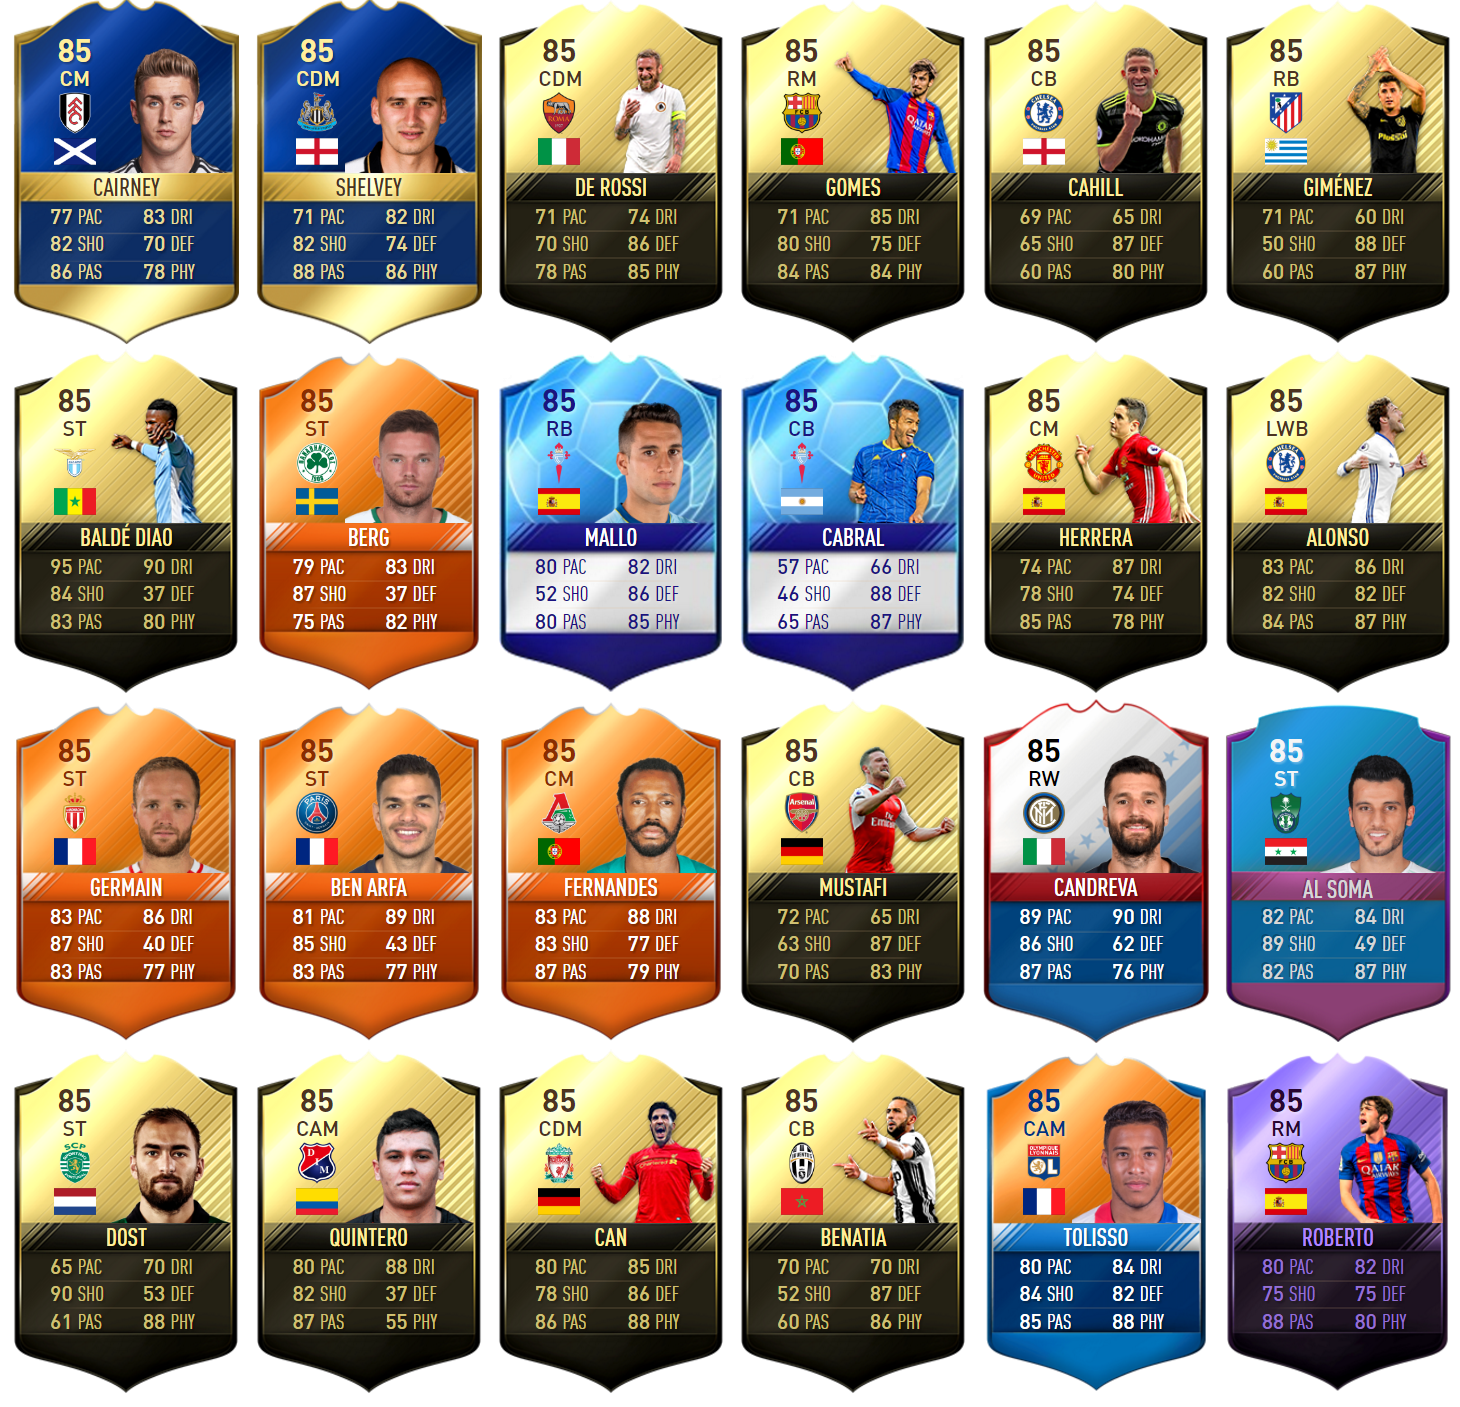 85 CM CAIRNEY
77 PAC 83 DRI
82 SHO 70 DEF
86 PAS 78 PHY
85 CDM SHELVEY
71 PAC 82 DRI
82 SHO 74 DEF
88 PAS 86 PHY
85 CDM ROMA DE ROSSI
71 PAC 74 DRI
70 SHO 86 DEF
78 PAS 85 PHY
85 RM FCB QATAR GOMES
71 PAC 85 DRI
80 SHO 75 DEF
84 PAS 84 PHY
85 CB CHELSEA CAHILL
69 PAC 65 DRI
65 SHO 87 DEF
60 PAS 80 PHY
85 RB GIMÉNEZ
71 PAC 60 DRI
50 SHO 88 DEF
60 PAS 87 PHY
85 ST BALDÉ DIAO
95 PAC 90 DRI
84 SHO 37 DEF
83 PAS 80 PHY
85 ST BERG
79 PAC 83 DRI
87 SHO 37 DEF
75 PAS 82 PHY
85 RB MALLO
80 PAC 82 DRI
52 SHO 86 DEF
80 PAS 85 PHY
85 CB CABRAL
57 PAC 66 DRI
46 SHO 88 DEF
65 PAS 87 PHY
85 CM HERRERA
74 PAC 87 DRI
78 SHO 74 DEF
85 PAS 78 PHY
85 LWB CHELSEA ALONSO
83 PAC 86 DRI
82 SHO 82 DEF
84 PAS 87 PHY
85 ST GERMAIN
83 PAC 86 DRI
87 SHO 40 DEF
83 PAS 77 PHY
85 ST PARIS BEN ARFA
81 PAC 89 DRI
85 SHO 43 DEF
83 PAS 77 PHY
85 CM FERNANDES
83 PAC 88 DRI
83 SHO 77 DEF
87 PAS 79 PHY
85 CB Arsenal MUSTAFI
72 PAC 65 DRI
63 SHO 87 DEF
70 PAS 83 PHY
85 RW CANDREVA
89 PAC 90 DRI
86 SHO 62 DEF
87 PAS 76 PHY
85 ST AL SOMA
82 PAC 84 DRI
89 SHO 49 DEF
82 PAS 87 PHY
85 ST SCP DOST
65 PAC 70 DRI
90 SHO 53 DEF
61 PAS 88 PHY
85 CAM DIM QUINTERO
80 PAC 88 DRI
82 SHO 37 DEF
87 PAS 55 PHY
85 CDM CAN
80 PAC 85 DRI
78 SHO 86 DEF
86 PAS 88 PHY
85 CB BENATIA
70 PAC 70 DRI
52 SHO 87 DEF
60 PAS 86 PHY
85 CAM OLYMPIQUE LYONNAIS OL TOLISSO
80 PAC 84 DRI
84 SHO 82 DEF
85 PAS 88 PHY
85 RM FCB QATAR AIRWAYS ROBERTO
80 PAC 82 DRI
75 SHO 75 DEF
88 PAS 80 PHY